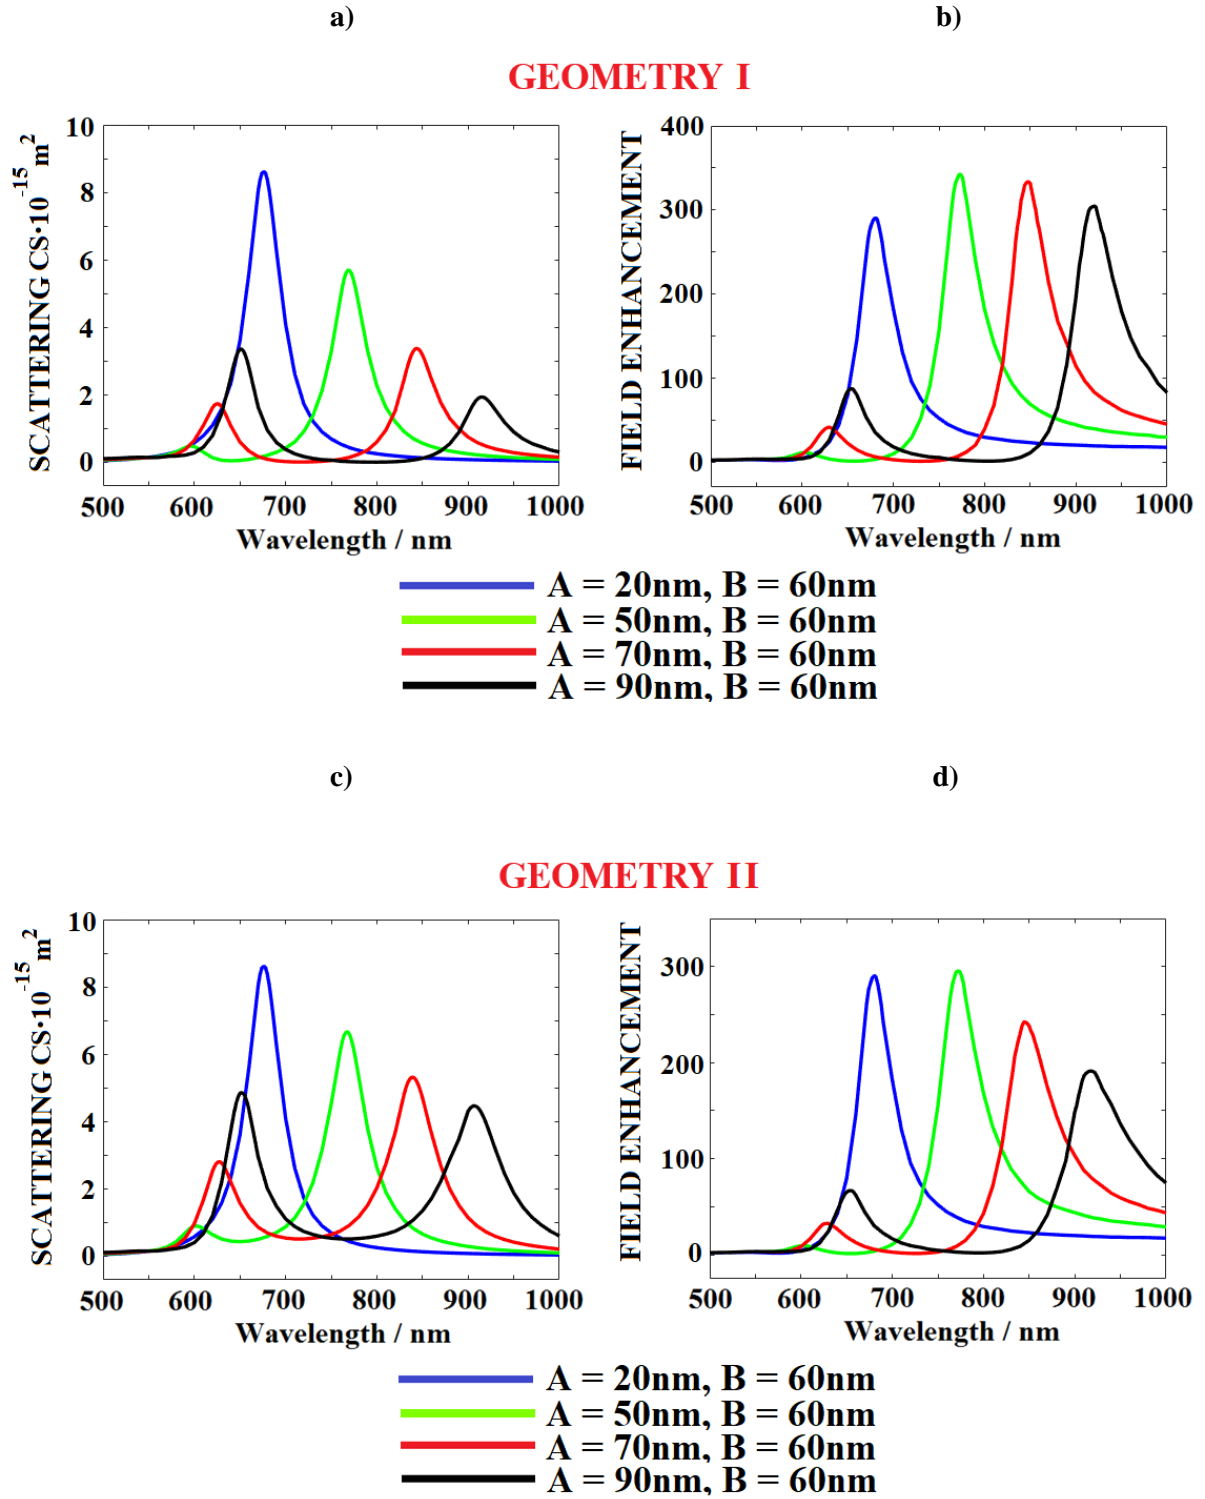 a) b)
GEOMETRY I
SCATTERING CS·10^-15 m^2
10
8
6
4
2
0
500 600 700 800 900 1000
Wavelength / nm
FIELD ENHANCEMENT
400
300
200
100
0
500 600 700 800 900 1000
Wavelength / nm
A = 20nm, B = 60nm
A = 50nm, B = 60nm
A = 70nm, B = 60nm
A = 90nm, B = 60nm
c) d)
GEOMETRY II
SCATTERING CS·10^-15 m^2
10
8
6
4
2
0
500 600 700 800 900 1000
Wavelength / nm
FIELD ENHANCEMENT
300
200
100
0
500 600 700 800 900 1000
Wavelength / nm
A = 20nm, B = 60nm
A = 50nm, B = 60nm
A = 70nm, B = 60nm
A = 90nm, B = 60nm